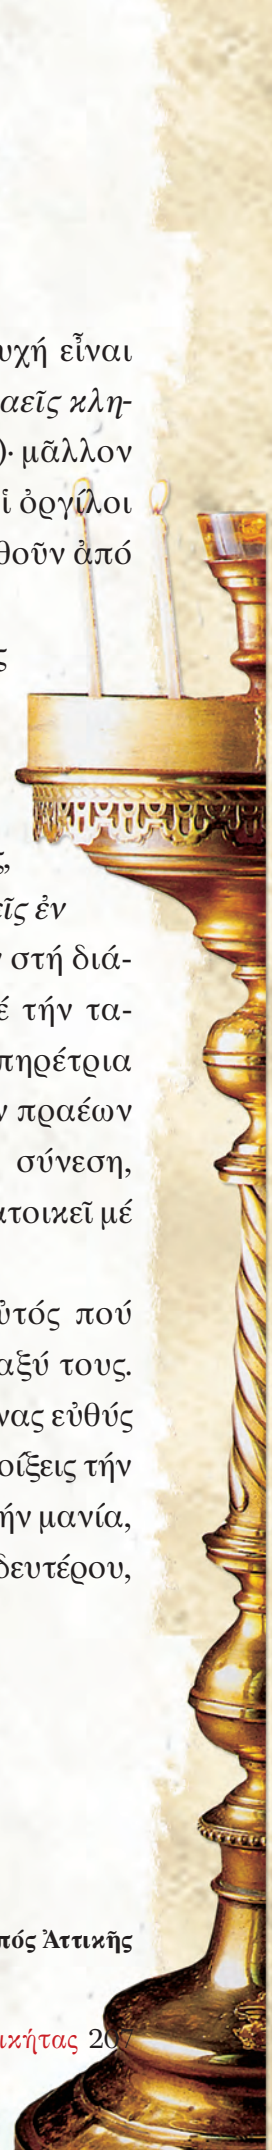 υχή εἶναι
αεῖς κλη-
)· μᾶλλον
ἱ ὀργίλοι
θοῦν ἀπό
ς
ς,
εῖς ἐν
ν στή διά-
έ τήν τα-
πηρέτρια
ν πραέων
σύνεση,
ατοικεῖ μέ
ὐτός πού
αξύ τους.
νας εὐθύς
οίξεις τήν
ήν μανία,
δευτέρου,
πός Ἀττικῆς
ικήτας 207